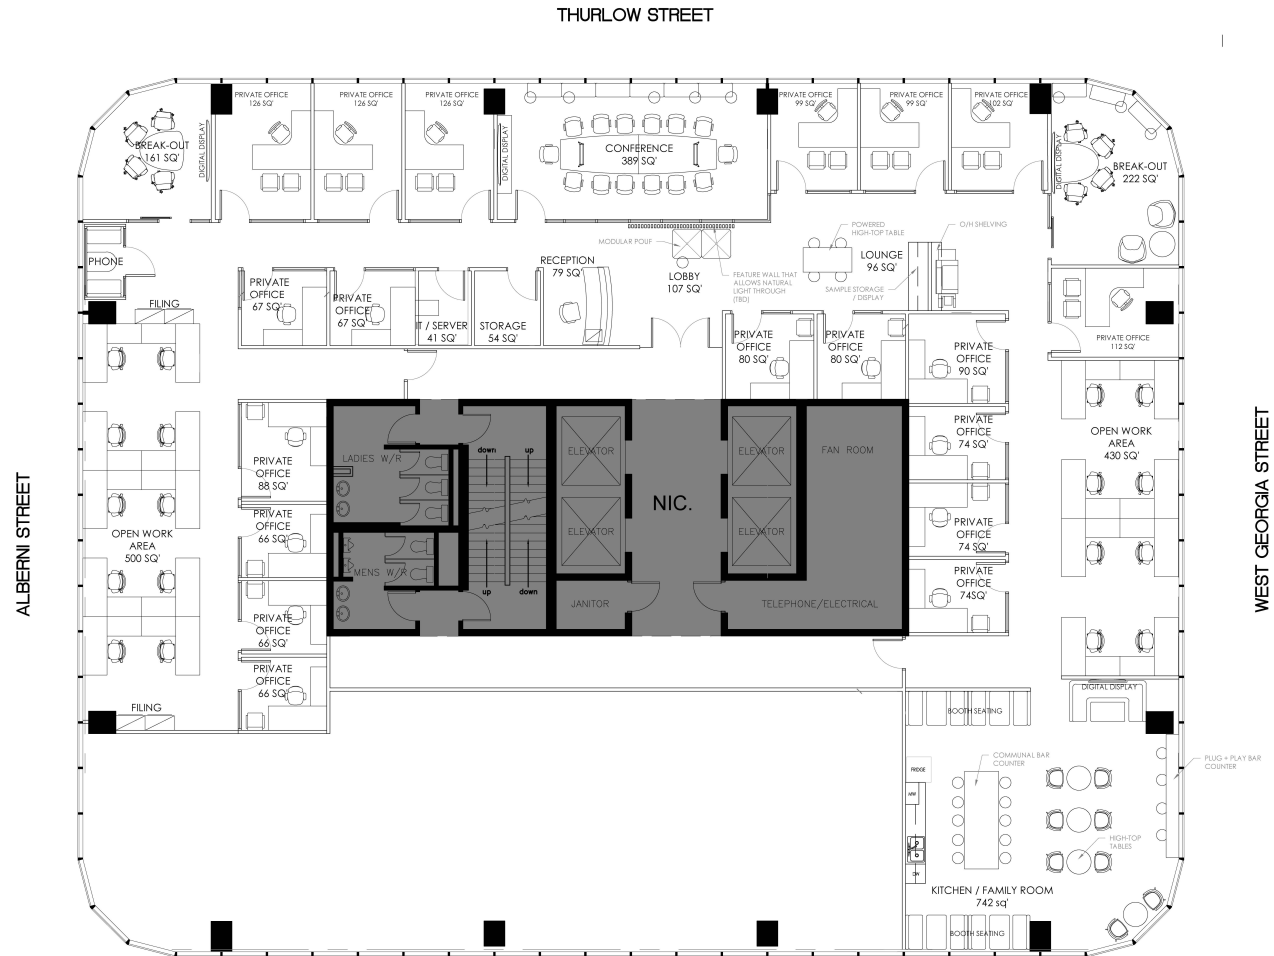 THURLOW STREET
PRIVATE OFFICE
126 SQ'
PRIVATE OFFICE
126 SQ'
PRIVATE OFFICE
126 SQ'
PRIVATE OFFICE
99 SQ'
PRIVATE OFFICE
99 SQ'
PRIVATE OFFICE
102 SQ'
BREAK-OUT
161 SQ'
DIGITAL DISPLAY
DIGITAL DISPLAY
CONFERENCE
389 SQ'
DIGITAL DISPLAY
BREAK-OUT
222 SQ'
PHONE
MODULAR POUF
POWERED
HIGH-TOP TABLE
O/H SHELVING
RECEPTION
79 SQ'
LOBBY
107 SQ'
FEATURE WALL THAT
ALLOWS NATURAL
LIGHT THROUGH
(TBD)
LOUNGE
96 SQ'
SAMPLE STORAGE
/ DISPLAY
FILING
PRIVATE
OFFICE
67 SQ'
PRIVATE
OFFICE
67 SQ'
IT / SERVER
41 SQ'
STORAGE
54 SQ'
PRIVATE
OFFICE
80 SQ'
PRIVATE
OFFICE
80 SQ'
PRIVATE
OFFICE
90 SQ'
PRIVATE OFFICE
112 SQ'
ALBERNI STREET
WEST GEORGIA STREET
OPEN WORK
AREA
500 SQ'
PRIVATE
OFFICE
88 SQ'
PRIVATE
OFFICE
66 SQ'
PRIVATE
OFFICE
66 SQ'
PRIVATE
OFFICE
66 SQ'
FILING
LADIES W/R
MENS W/R
down
up
up
down
ELEVATOR
ELEVATOR
ELEVATOR
ELEVATOR
NIC.
FAN ROOM
JANITOR
TELEPHONE/ELECTRICAL
PRIVATE
OFFICE
74 SQ'
PRIVATE
OFFICE
74 SQ'
PRIVATE
OFFICE
74SQ'
OPEN WORK
AREA
430 SQ'
DIGITAL DISPLAY
BOOTH SEATING
COMMUNAL BAR
COUNTER
PLUG + PLAY BAR
COUNTER
FRIDGE
MW
DW
HIGH-TOP
TABLES
KITCHEN / FAMILY ROOM
742 sq'
BOOTH SEATING